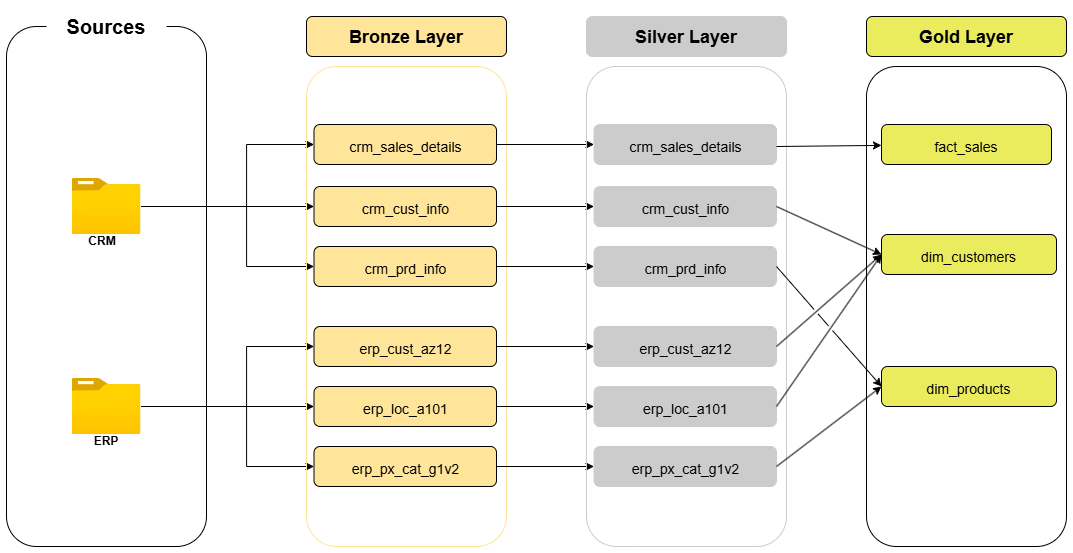 Sources
Bronze Layer
Silver Layer
Gold Layer
crm_sales_details
crm_sales_details
fact_sales
CRM
crm_cust_info
crm_cust_info
dim_customers
crm_prd_info
crm_prd_info
erp_cust_az12
erp_cust_az12
dim_products
ERP
erp_loc_a101
erp_loc_a101
erp_px_cat_g1v2
erp_px_cat_g1v2